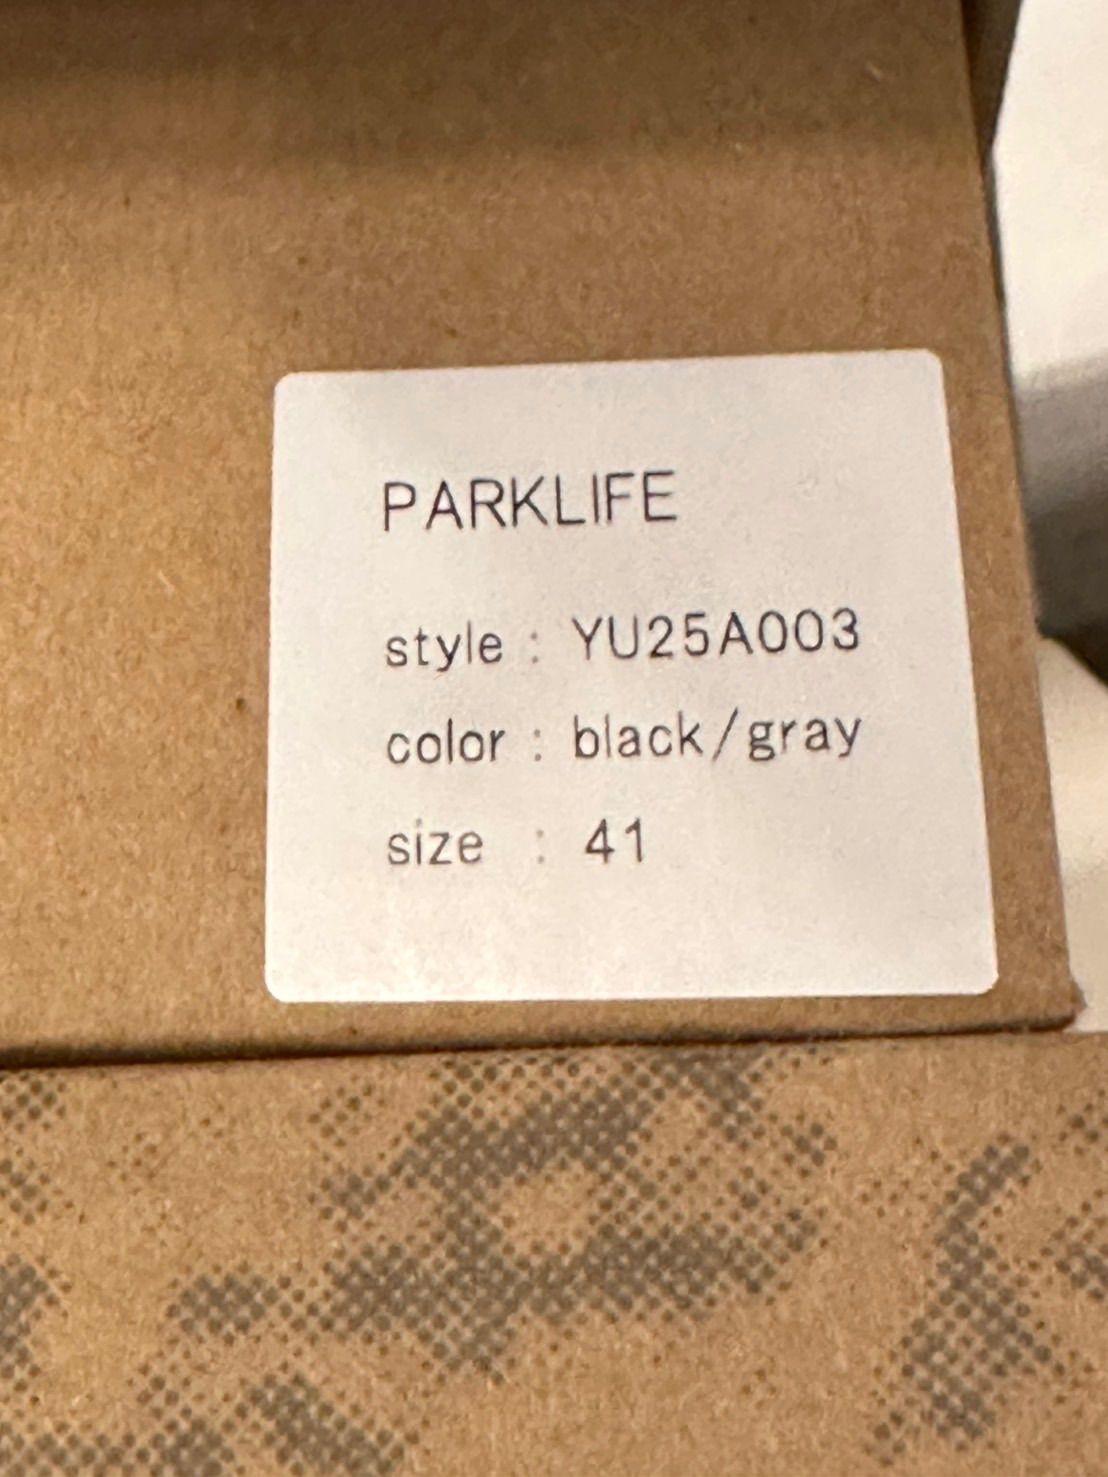 PARKLIFE
style : YU25A003
color : black/gray
size : 41